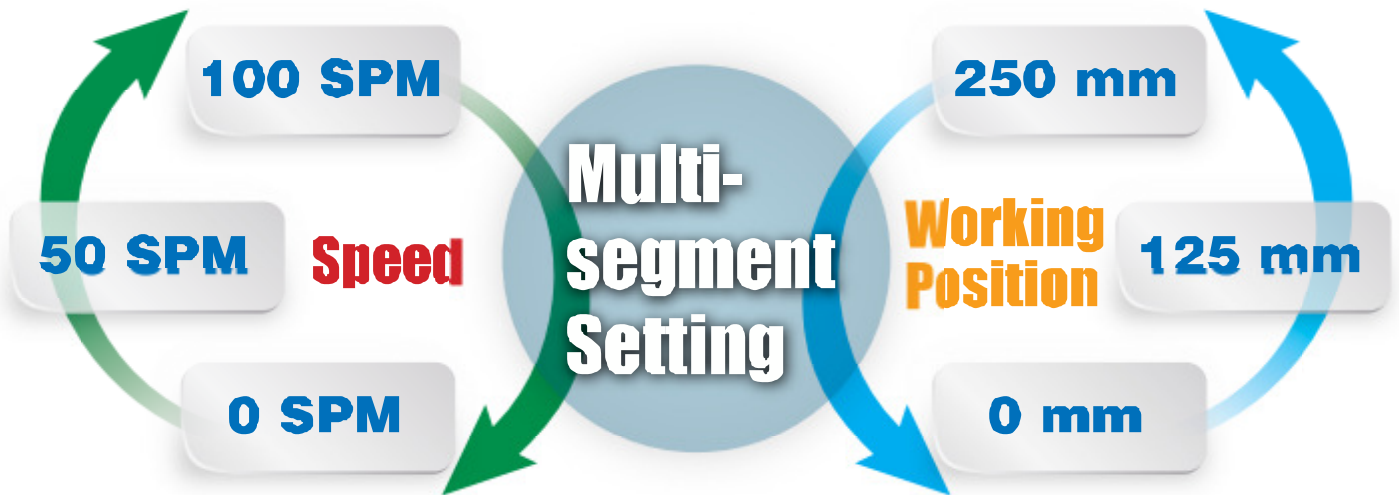 100 SPM
50 SPM
0 SPM
Speed
Multi-
segment
Setting
Working
Position
250 mm
125 mm
0 mm